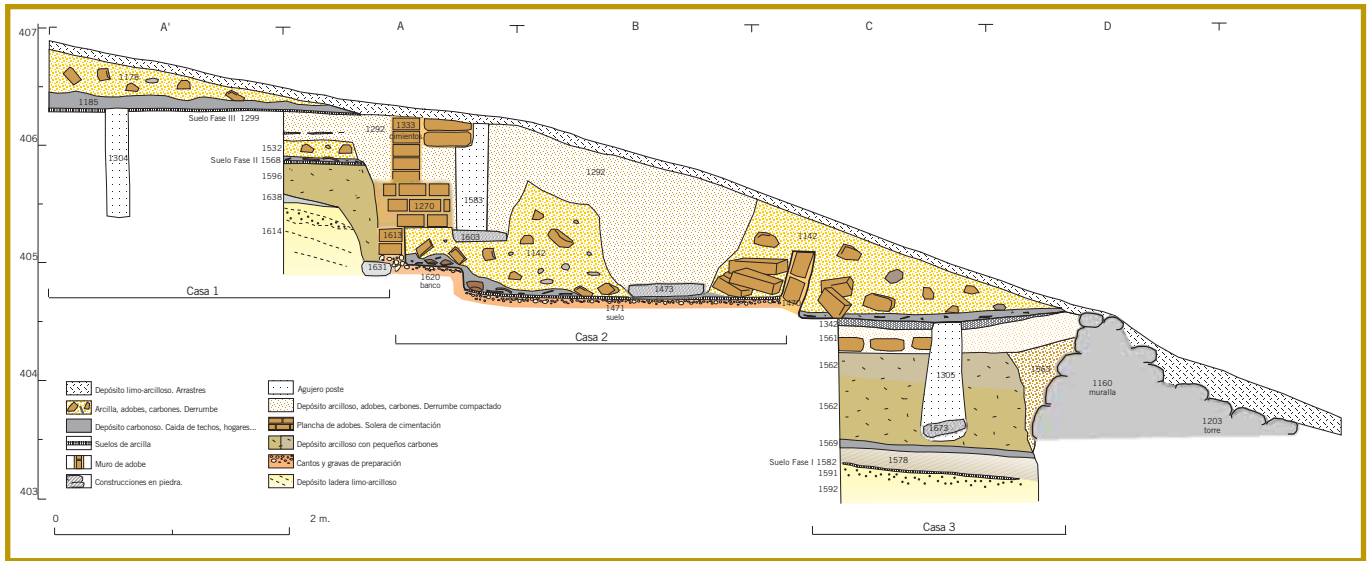 A' A B C D
407
1178
1185
Suelo Fase III 1299
406
1304
1292
1333
cimientos
1532
Suelo Fase II 1568
1596
1638
1614
1583
1270
1613
1603
1292
1142
1142
405
1631
1620
banco
1473
1476
1471
suelo
Casa 1
Casa 2
1342
1561
1562
1305
1563
1160
muralla
404
1562
1203
torre
1673
1569
1578
Suelo Fase I 1582
1591
1592
403
Casa 3
Depósito limo-arcilloso. Arrastres
Arcilla, adobes, carbones. Derrumbe
Depósito carbonoso. Caida de techos, hogares...
Suelos de arcilla
Muro de adobe
Construcciones en piedra.
Agujero poste
Depósito arcilloso, adobes, carbones. Derrumbe compactado
Plancha de adobes. Solera de cimentación
Depósito arcilloso con pequeños carbones
Cantos y gravas de preparación
Depósito ladera limo-arcilloso
0 2 m.